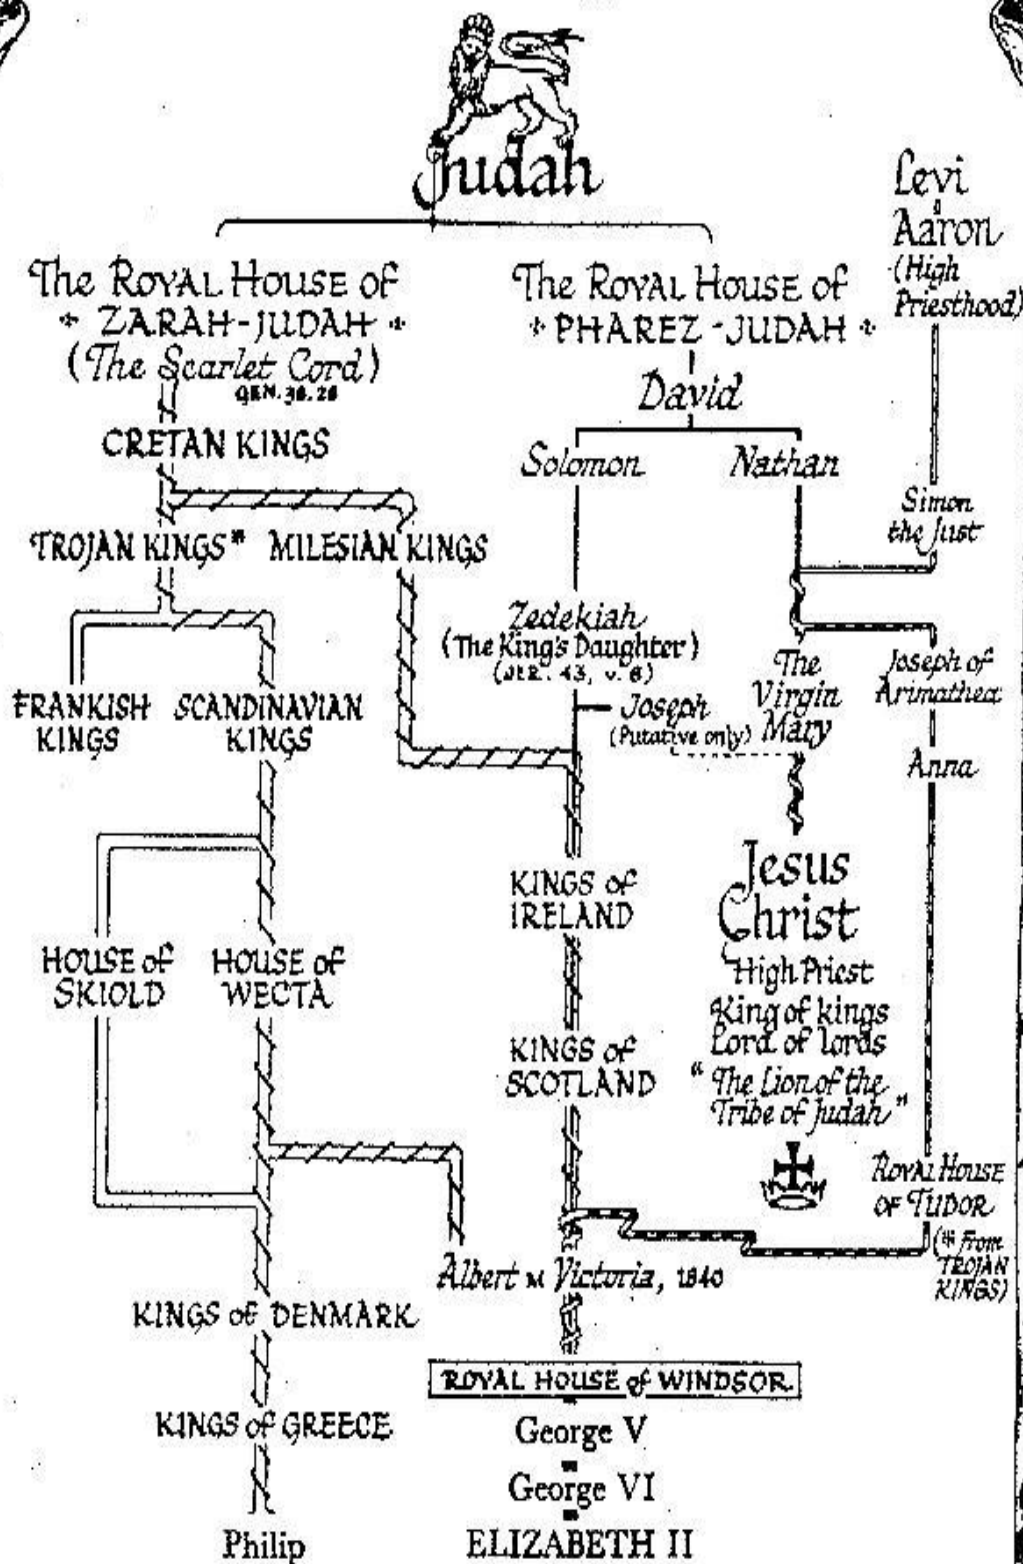 Judah
Levi
Aaron
(High
Priesthood)
The ROYAL HOUSE of
* ZARAH-JUDAH *
(The Scarlet Cord)
GEN. 38.28
The ROYAL HOUSE of
* PHAREZ-JUDAH *
David
CRETAN KINGS
Solomon
Nathan
Simon
the Just
TROJAN KINGS*
MILESIAN KINGS
Zedekiah
(The King's Daughter)
(JER. 43, v. 6)
Joseph
(Putative only)
The
Virgin
Mary
Joseph of
Arimathea
Anna
FRANKISH
KINGS
SCANDINAVIAN
KINGS
KINGS of
IRELAND
Jesus
Christ
High Priest
King of kings
Lord of lords
"The Lion of the
Tribe of Judah"
HOUSE of
SKIOLD
HOUSE of
WECTA
KINGS of
SCOTLAND
ROYAL HOUSE
OF TUDOR
(* from
TROJAN
KINGS)
Albert M Victoria, 1840
KINGS of DENMARK
ROYAL HOUSE of WINDSOR
KINGS of GREECE
George V
George VI
Philip
ELIZABETH II